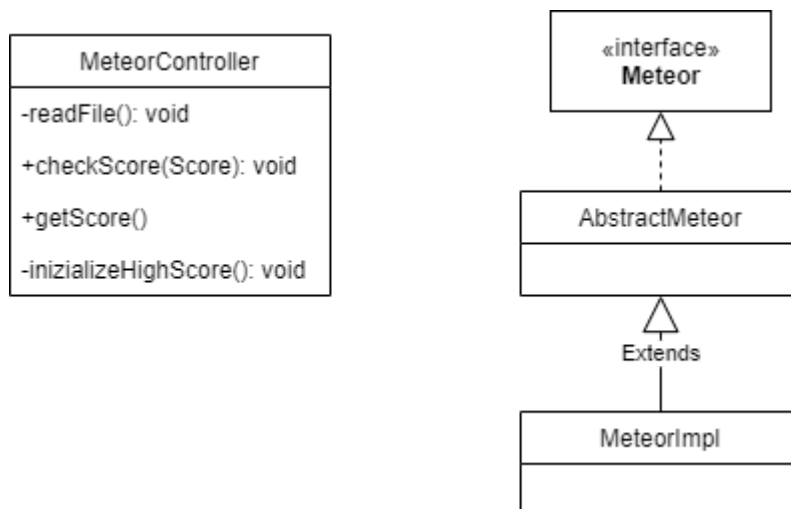 MeteorController
-readFile(): void
+checkScore(Score): void
+getScore()
-inizializeHighScore(): void
«interface»
Meteor
AbstractMeteor
Extends
MeteorImpl